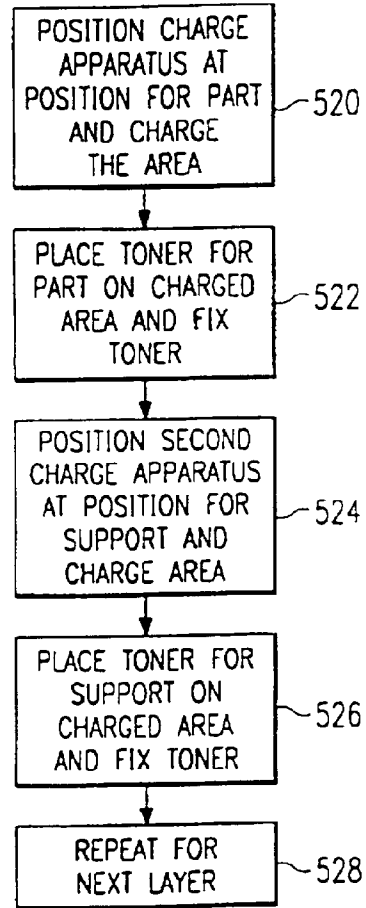 POSITION CHARGE
APPARATUS AT
POSITION FOR PART
AND CHARGE
THE AREA
520
PLACE TONER FOR
PART ON CHARGED
AREA AND FIX
TONER
522
POSITION SECOND
CHARGE APPARATUS
AT POSITION FOR
SUPPORT AND
CHARGE AREA
524
PLACE TONER FOR
SUPPORT ON
CHARGED AREA
AND FIX TONER
526
REPEAT FOR
NEXT LAYER
528